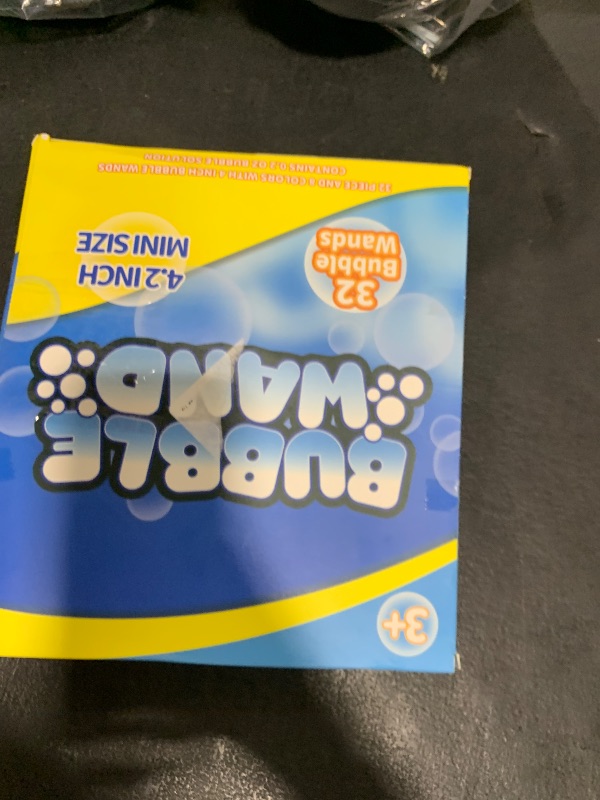 3+
BUBBLE
WAND
32
Bubble
Wands
4.2 INCH
MINI SIZE
32 PIECE AND 6 COLORS WITH 4 INCH BUBBLE WANDS
CONTAINS 0.2 OZ BUBBLE SOLUTION